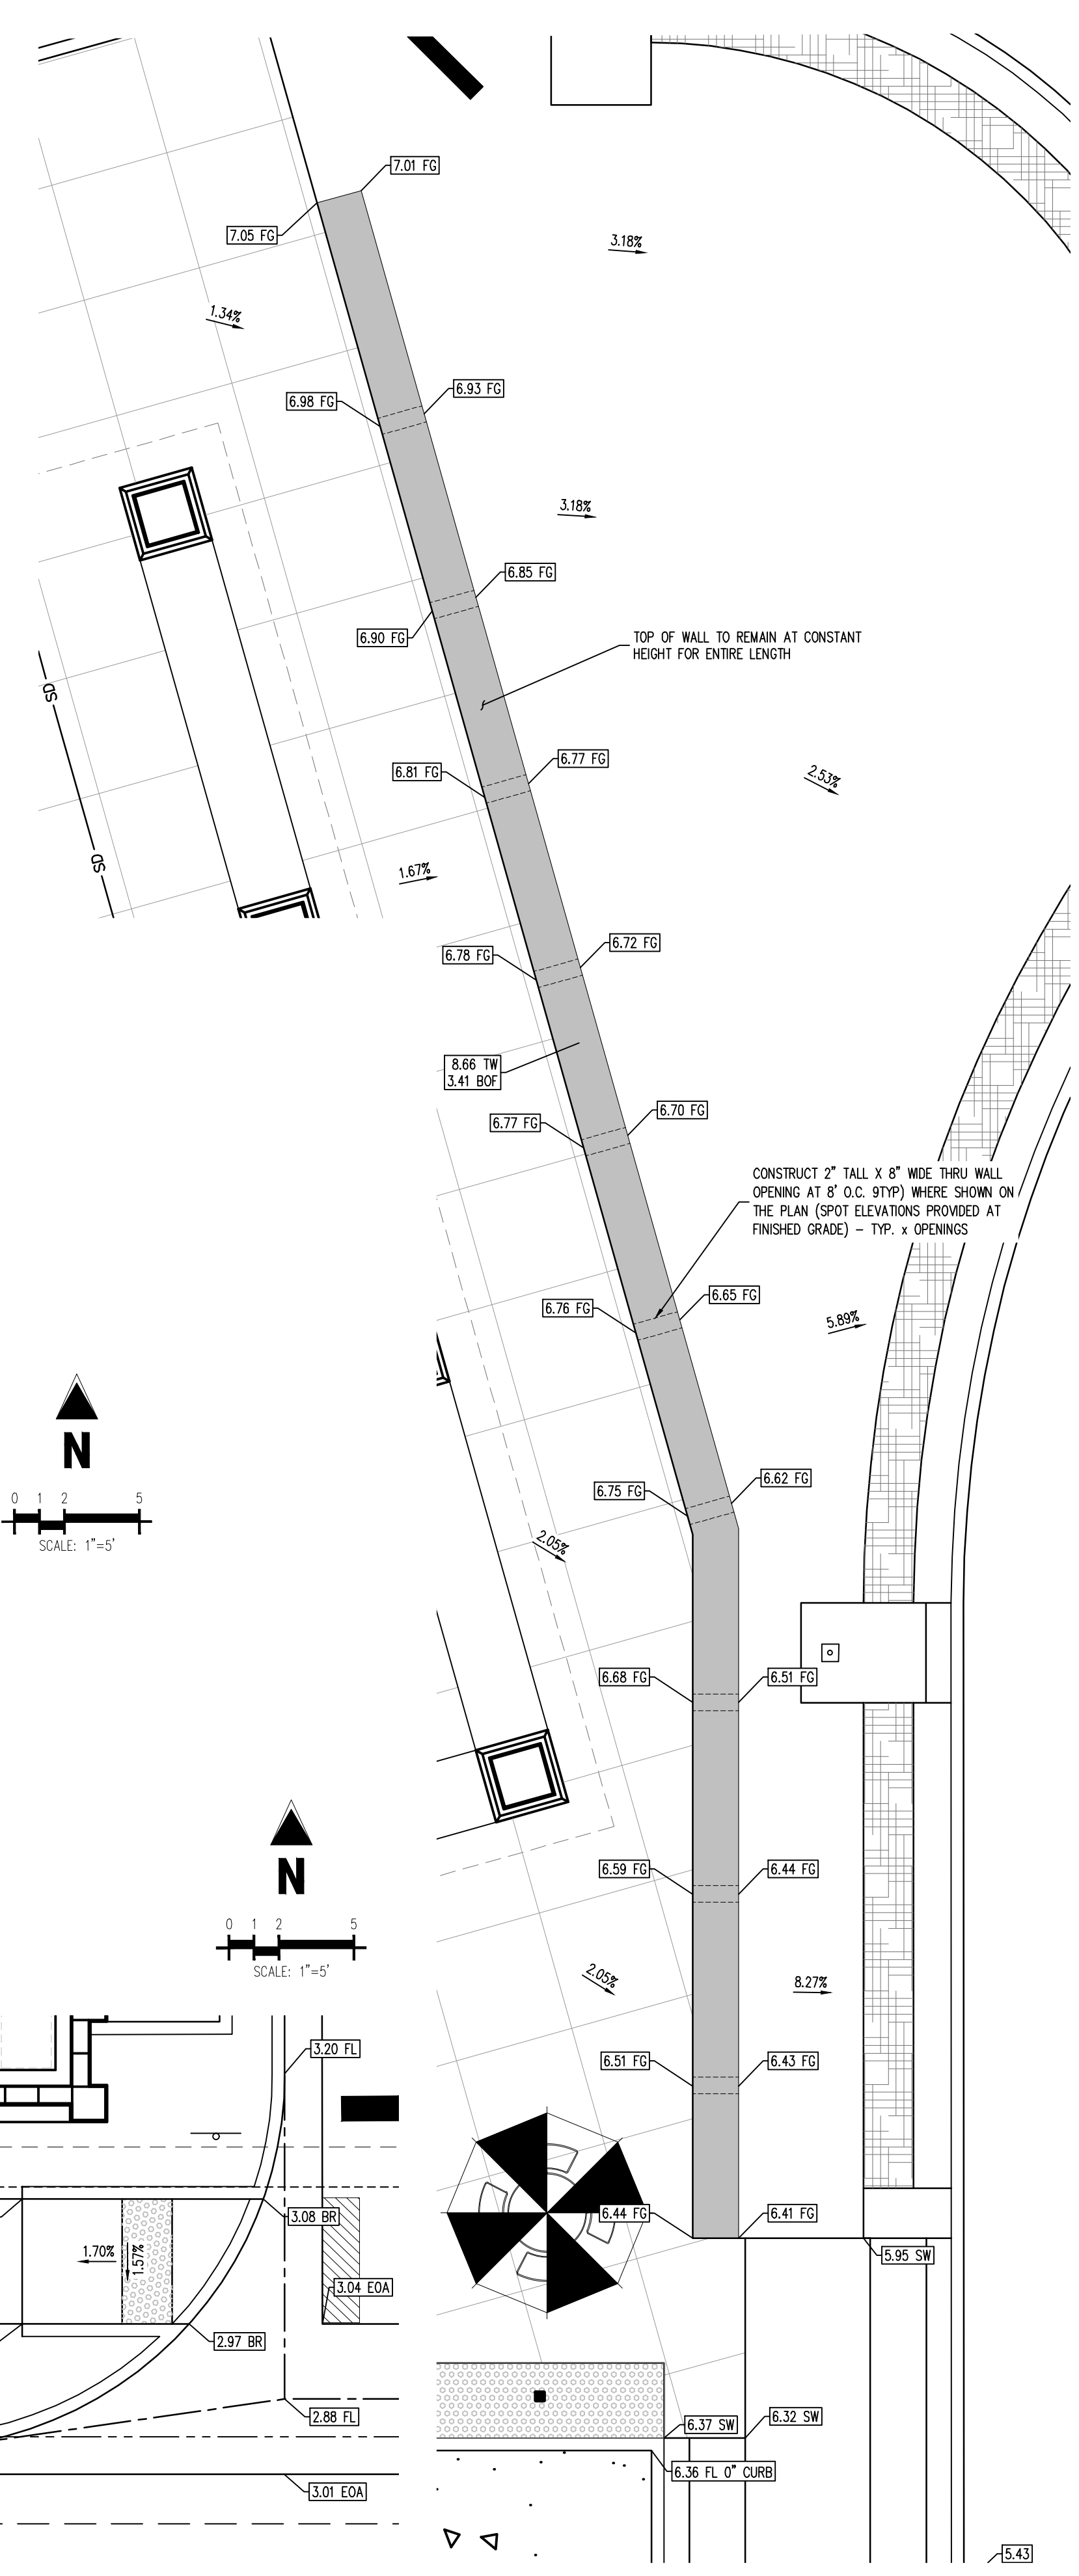 7.01 FG
7.05 FG
3.18%
1.34%
6.93 FG
6.98 FG
3.18%
6.85 FG
6.90 FG
TOP OF WALL TO REMAIN AT CONSTANT
HEIGHT FOR ENTIRE LENGTH
SD
6.77 FG
6.81 FG
2.53%
SD
1.67%
6.72 FG
6.78 FG
8.66 TW
3.41 BOF
6.70 FG
6.77 FG
CONSTRUCT 2" TALL X 8" WIDE THRU WALL
OPENING AT 8' O.C. 9TYP) WHERE SHOWN ON
THE PLAN (SPOT ELEVATIONS PROVIDED AT
FINISHED GRADE) - TYP. x OPENINGS
6.65 FG
6.76 FG
5.89%
N
6.62 FG
6.75 FG
0 1 2 5
SCALE: 1"=5'
2.05%
6.68 FG
6.51 FG
6.59 FG
6.44 FG
N
0 1 2 5
SCALE: 1"=5'
2.05%
8.27%
3.20 FL
6.51 FG
6.43 FG
3.08 BR
6.44 FG
6.41 FG
5.95 SW
1.70%
1.57%
3.04 EOA
2.97 BR
2.88 FL
6.37 SW
6.32 SW
6.36 FL 0" CURB
3.01 EOA
5.43